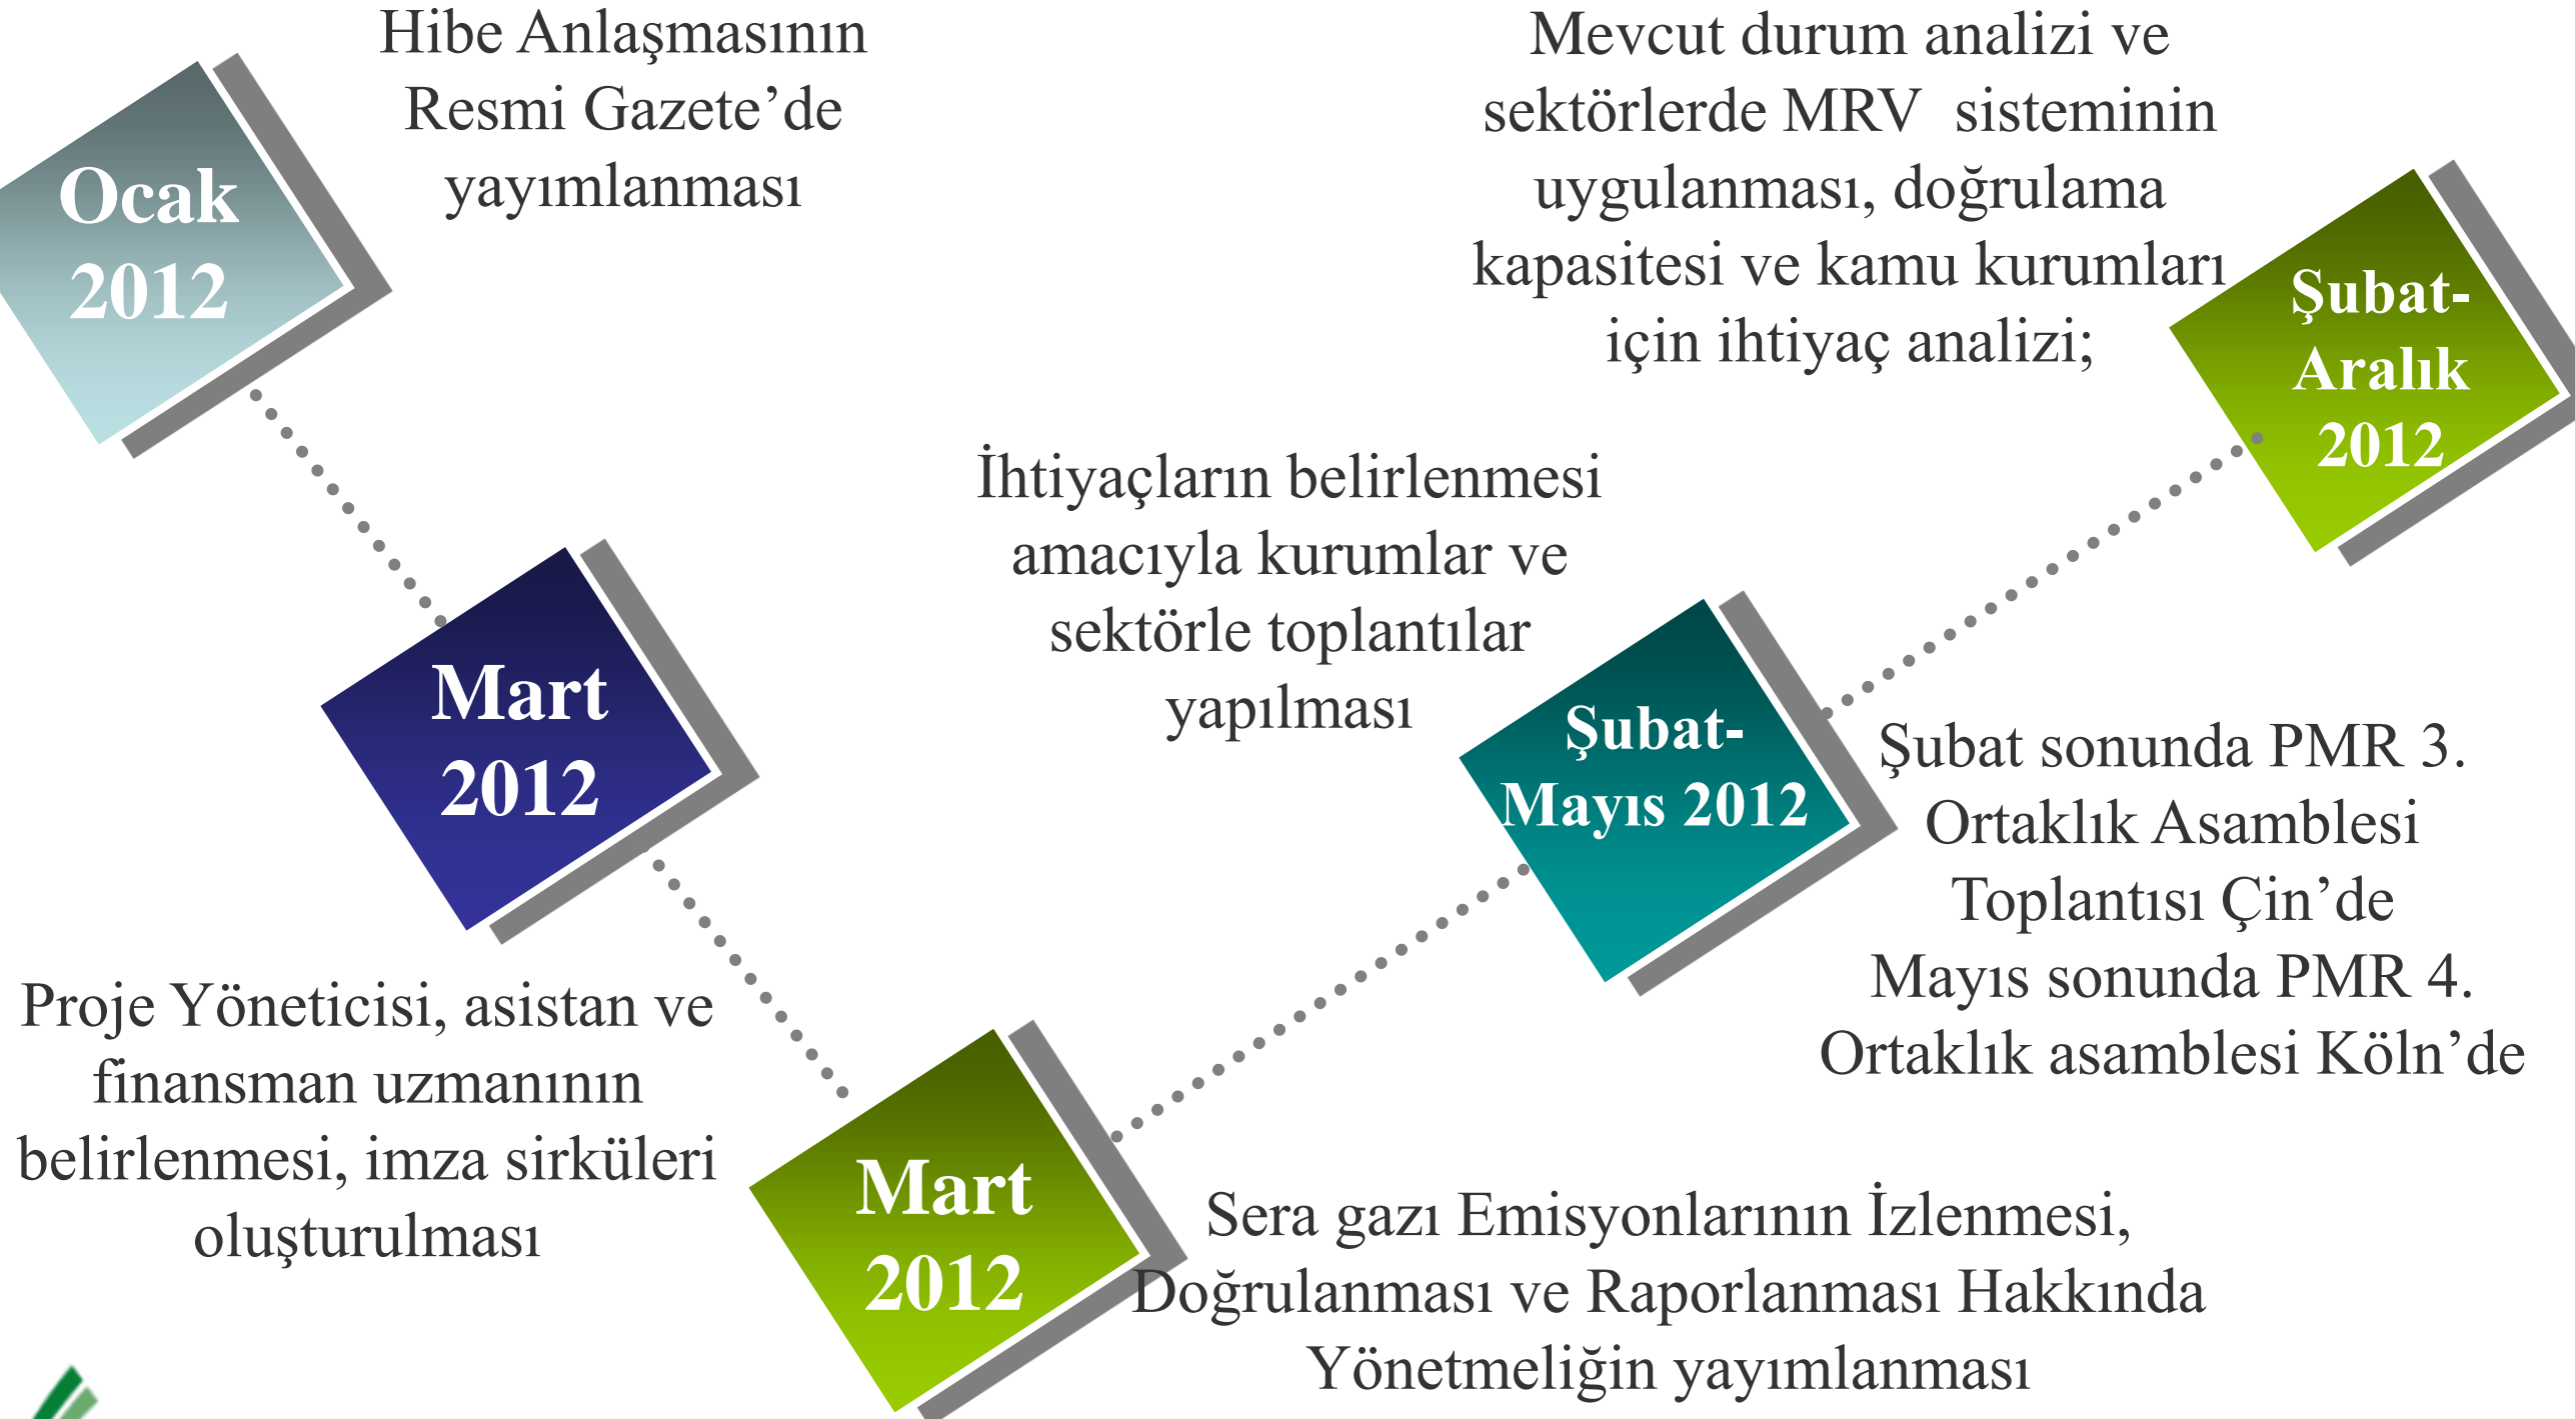 Hibe Anlaşmasının
Resmi Gazete’de
yayımlanması
Ocak
2012
Mart
2012
Proje Yöneticisi, asistan ve
finansman uzmanının
belirlenmesi, imza sirküleri
oluşturulması
Mart
2012
Sera gazı Emisyonlarının İzlenmesi,
Doğrulanması ve Raporlanması Hakkında
Yönetmeliğin yayımlanması
İhtiyaçların belirlenmesi
amacıyla kurumlar ve
sektörle toplantılar
yapılması
Şubat-
Mayıs 2012
Şubat sonunda PMR 3.
Ortaklık Asamblesi
Toplantısı Çin’de
Mayıs sonunda PMR 4.
Ortaklık asamblesi Köln’de
Mevcut durum analizi ve
sektörlerde MRV  sisteminin
uygulanması, doğrulama
kapasitesi ve kamu kurumları
için ihtiyaç analizi;
Şubat-
Aralık
2012